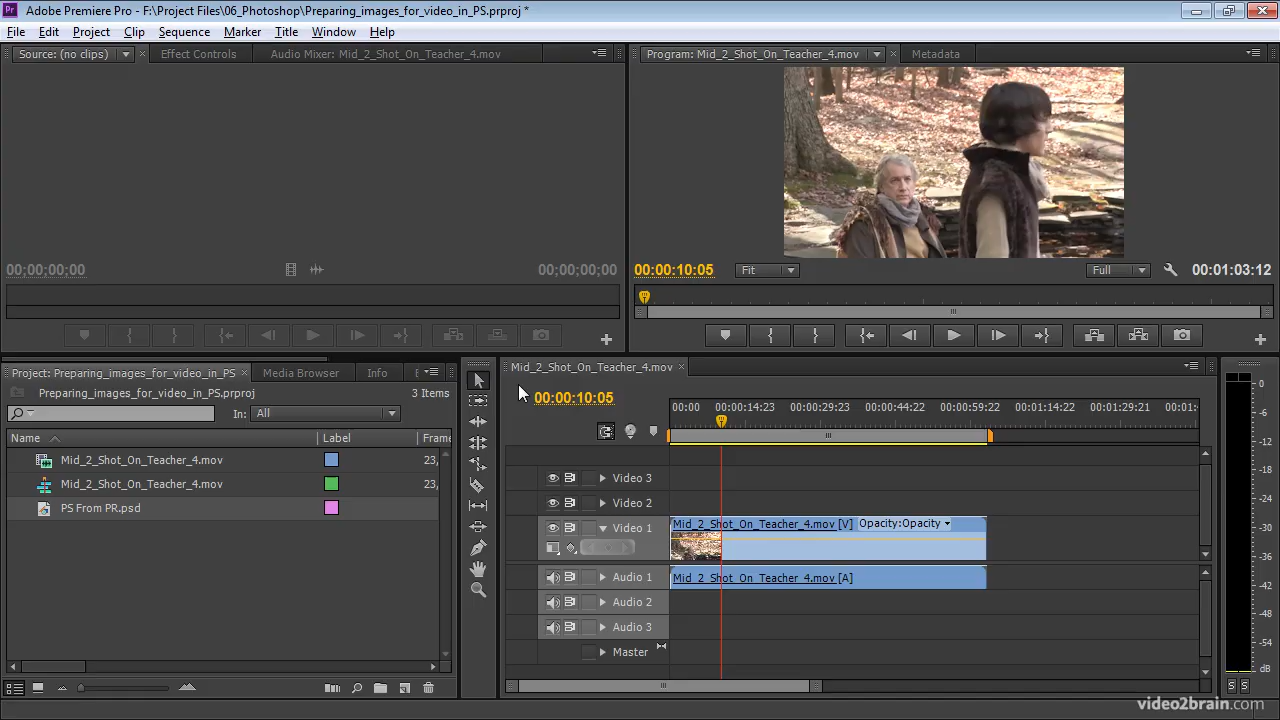 Adobe Premiere Pro - F:\Project Files\06_Photoshop\Preparing_images_for_video_in_PS.prproj *
File Edit Project Clip Sequence Marker Title Window Help
Source: (no clips) Effect Controls Audio Mixer: Mid_2_Shot_On_Teacher_4.mov
Program: Mid_2_Shot_On_Teacher_4.mov Metadata
00;00;00;00 00;00;00;00
00:00:10:05 Fit Full 00:01:03:12
Project: Preparing_images_for_video_in_PS Media Browser Info
Preparing_images_for_video_in_PS.prproj 3 Items
In: All
Name Label Frame
Mid_2_Shot_On_Teacher_4.mov 23,
Mid_2_Shot_On_Teacher_4.mov 23,
PS From PR.psd
Mid_2_Shot_On_Teacher_4.mov
00:00:10:05
00:00 00:00:14:23 00:00:29:23 00:00:44:22 00:00:59:22 00:01:14:22 00:01:29:21 00:01:
Video 3
Video 2
Video 1 Mid_2_Shot_On_Teacher_4.mov [V] Opacity:Opacity
Audio 1 Mid_2_Shot_On_Teacher_4.mov [A]
Audio 2
Audio 3
Master
0
-6
-12
-18
-24
-30
-36
-42
-48
-54
dB
S S
video2brain.com